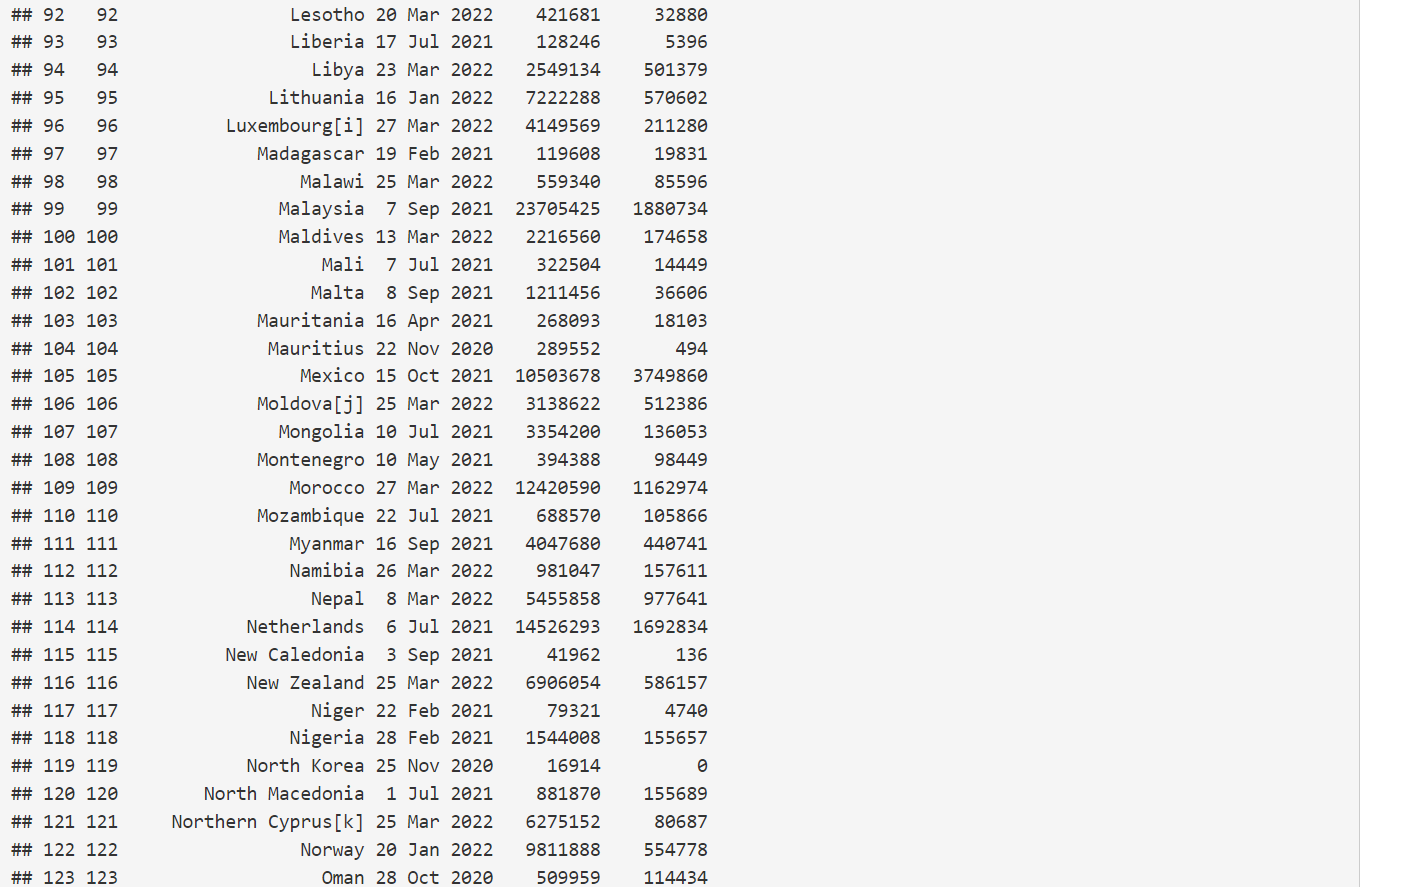 ## 92   92                Lesotho 20 Mar 2022    421681     32880
## 93   93                Liberia 17 Jul 2021    128246      5396
## 94   94                  Libya 23 Mar 2022   2549134    501379
## 95   95              Lithuania 16 Jan 2022   7222288    570602
## 96   96          Luxembourg[i] 27 Mar 2022   4149569    211280
## 97   97             Madagascar 19 Feb 2021    119608     19831
## 98   98                 Malawi 25 Mar 2022    559340     85596
## 99   99               Malaysia  7 Sep 2021  23705425   1880734
## 100 100               Maldives 13 Mar 2022   2216560    174658
## 101 101                   Mali  7 Jul 2021    322504     14449
## 102 102                  Malta  8 Sep 2021   1211456     36606
## 103 103             Mauritania 16 Apr 2021    268093     18103
## 104 104              Mauritius 22 Nov 2020    289552       494
## 105 105                 Mexico 15 Oct 2021  10503678   3749860
## 106 106             Moldova[j] 25 Mar 2022   3138622    512386
## 107 107               Mongolia 10 Jul 2021   3354200    136053
## 108 108             Montenegro 10 May 2021    394388     98449
## 109 109                Morocco 27 Mar 2022  12420590   1162974
## 110 110             Mozambique 22 Jul 2021    688570    105866
## 111 111                Myanmar 16 Sep 2021   4047680    440741
## 112 112                Namibia 26 Mar 2022    981047    157611
## 113 113                  Nepal  8 Mar 2022   5455858    977641
## 114 114            Netherlands  6 Jul 2021  14526293   1692834
## 115 115          New Caledonia  3 Sep 2021     41962       136
## 116 116            New Zealand 25 Mar 2022   6906054    586157
## 117 117                  Niger 22 Feb 2021     79321      4740
## 118 118                Nigeria 28 Feb 2021   1544008    155657
## 119 119            North Korea 25 Nov 2020     16914         0
## 120 120        North Macedonia  1 Jul 2021    881870    155689
## 121 121     Northern Cyprus[k] 25 Mar 2022   6275152     80687
## 122 122                 Norway 20 Jan 2022   9811888    554778
## 123 123                   Oman 28 Oct 2020    509959    114434